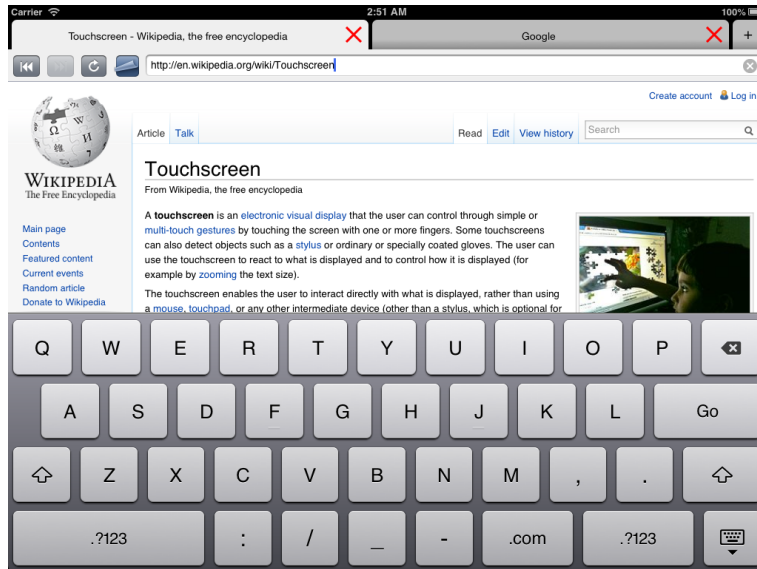 Carrier 2:51 AM 100%
Touchscreen - Wikipedia, the free encyclopedia Google +
http://en.wikipedia.org/wiki/Touchscreen
Create account Log in
Article Talk Read Edit View history Search
WIKIPEDIA
The Free Encyclopedia
Main page
Contents
Featured content
Current events
Random article
Donate to Wikipedia
Touchscreen
From Wikipedia, the free encyclopedia
A touchscreen is an electronic visual display that the user can control through simple or
multi-touch gestures by touching the screen with one or more fingers. Some touchscreens
can also detect objects such as a stylus or ordinary or specially coated gloves. The user can
use the touchscreen to react to what is displayed and to control how it is displayed (for
example by zooming the text size).
The touchscreen enables the user to interact directly with what is displayed, rather than using
a mouse, touchpad, or any other intermediate device (other than a stylus, which is optional for
Q W E R T Y U I O P
A S D F G H J K L Go
Z X C V B N M , .
.?123 : / _ - .com .?123